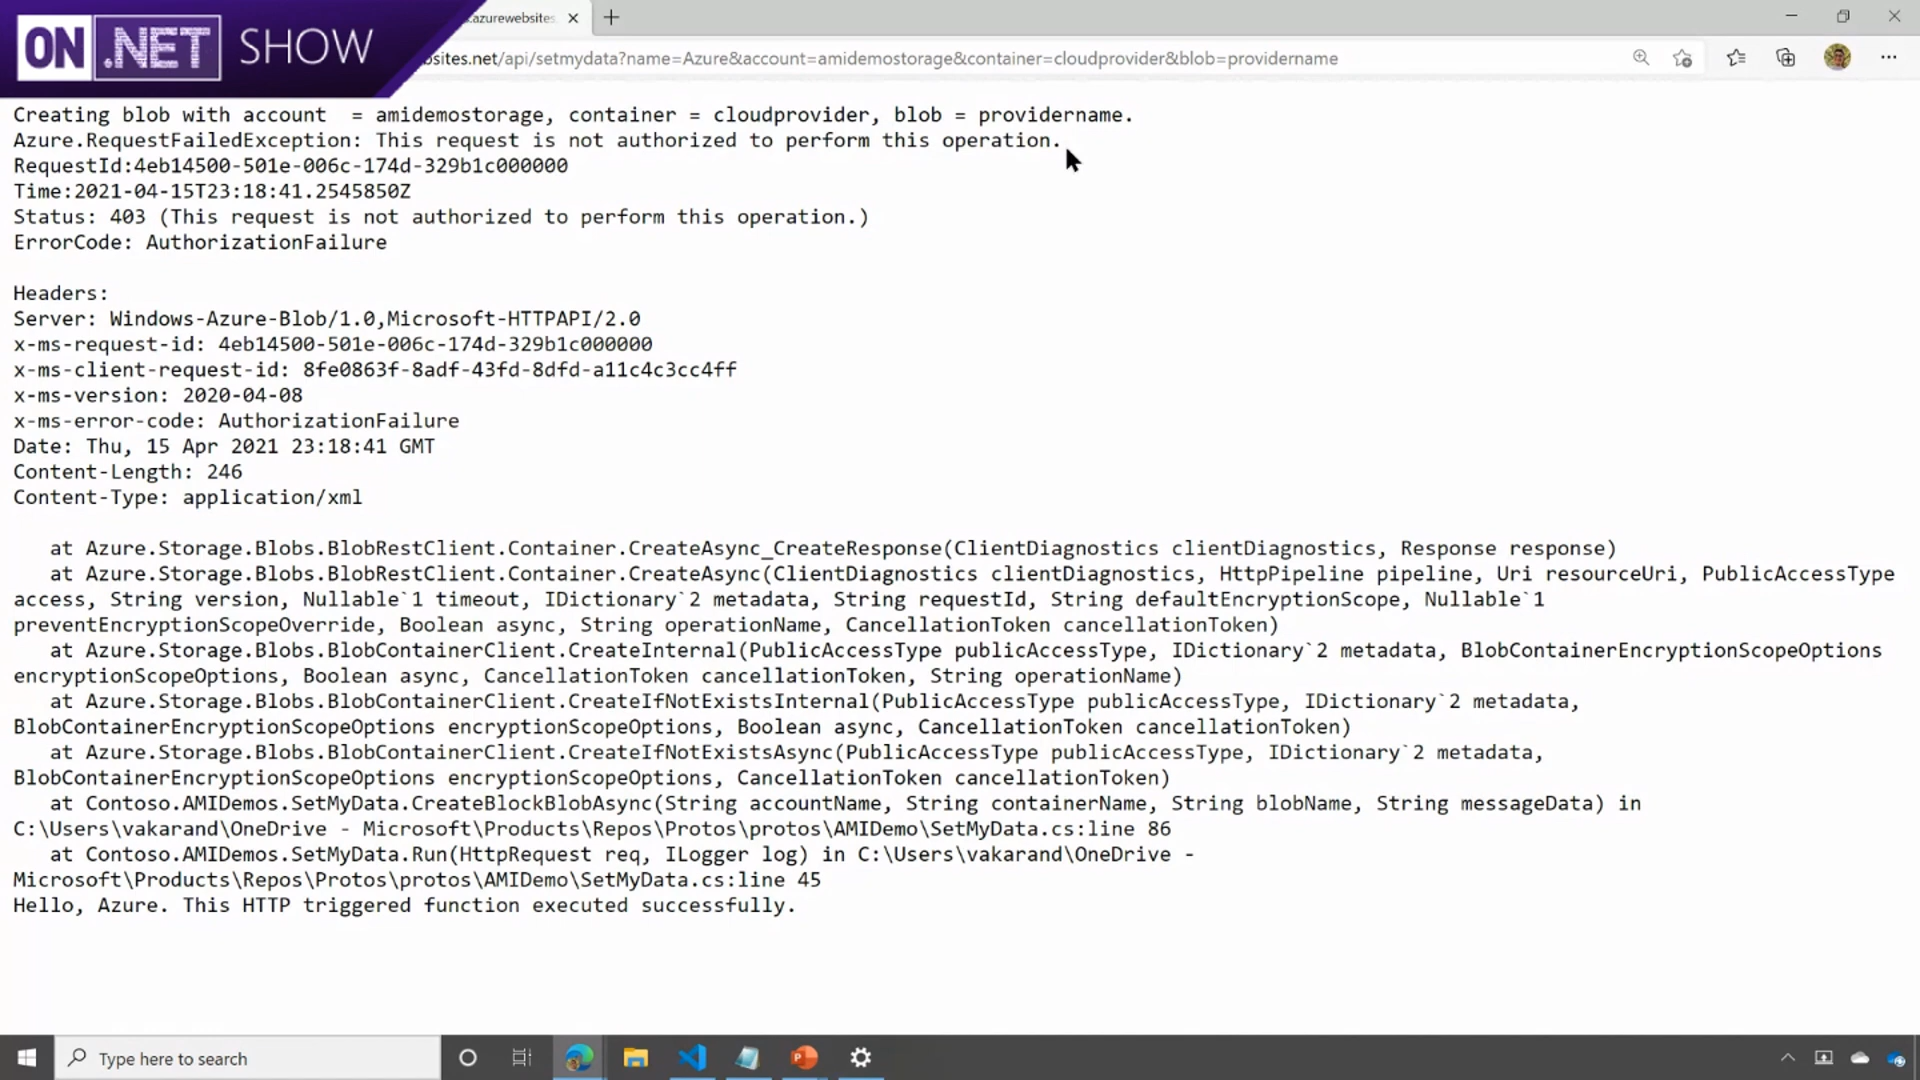 ON .NET SHOW
.azurewebsites.
sites.net/api/setmydata?name=Azure&account=amidemostorage&container=cloudprovider&blob=providername
Creating blob with account  = amidemostorage, container = cloudprovider, blob = providername.
Azure.RequestFailedException: This request is not authorized to perform this operation.
RequestId:4eb14500-501e-006c-174d-329b1c000000
Time:2021-04-15T23:18:41.2545850Z
Status: 403 (This request is not authorized to perform this operation.)
ErrorCode: AuthorizationFailure
Headers:
Server: Windows-Azure-Blob/1.0,Microsoft-HTTPAPI/2.0
x-ms-request-id: 4eb14500-501e-006c-174d-329b1c000000
x-ms-client-request-id: 8fe0863f-8adf-43fd-8dfd-a11c4c3cc4ff
x-ms-version: 2020-04-08
x-ms-error-code: AuthorizationFailure
Date: Thu, 15 Apr 2021 23:18:41 GMT
Content-Length: 246
Content-Type: application/xml
at Azure.Storage.Blobs.BlobRestClient.Container.CreateAsync_CreateResponse(ClientDiagnostics clientDiagnostics, Response response)
at Azure.Storage.Blobs.BlobRestClient.Container.CreateAsync(ClientDiagnostics clientDiagnostics, HttpPipeline pipeline, Uri resourceUri, PublicAccessType
access, String version, Nullable`1 timeout, IDictionary`2 metadata, String requestId, String defaultEncryptionScope, Nullable`1
preventEncryptionScopeOverride, Boolean async, String operationName, CancellationToken cancellationToken)
at Azure.Storage.Blobs.BlobContainerClient.CreateInternal(PublicAccessType publicAccessType, IDictionary`2 metadata, BlobContainerEncryptionScopeOptions
encryptionScopeOptions, Boolean async, CancellationToken cancellationToken, String operationName)
at Azure.Storage.Blobs.BlobContainerClient.CreateIfNotExistsInternal(PublicAccessType publicAccessType, IDictionary`2 metadata,
BlobContainerEncryptionScopeOptions encryptionScopeOptions, Boolean async, CancellationToken cancellationToken)
at Azure.Storage.Blobs.BlobContainerClient.CreateIfNotExistsAsync(PublicAccessType publicAccessType, IDictionary`2 metadata,
BlobContainerEncryptionScopeOptions encryptionScopeOptions, CancellationToken cancellationToken)
at Contoso.AMIDemos.SetMyData.CreateBlockBlobAsync(String accountName, String containerName, String blobName, String messageData) in
C:\Users\vakarand\OneDrive - Microsoft\Products\Repos\Protos\protos\AMIDemo\SetMyData.cs:line 86
at Contoso.AMIDemos.SetMyData.Run(HttpRequest req, ILogger log) in C:\Users\vakarand\OneDrive -
Microsoft\Products\Repos\Protos\protos\AMIDemo\SetMyData.cs:line 45
Hello, Azure. This HTTP triggered function executed successfully.
Type here to search